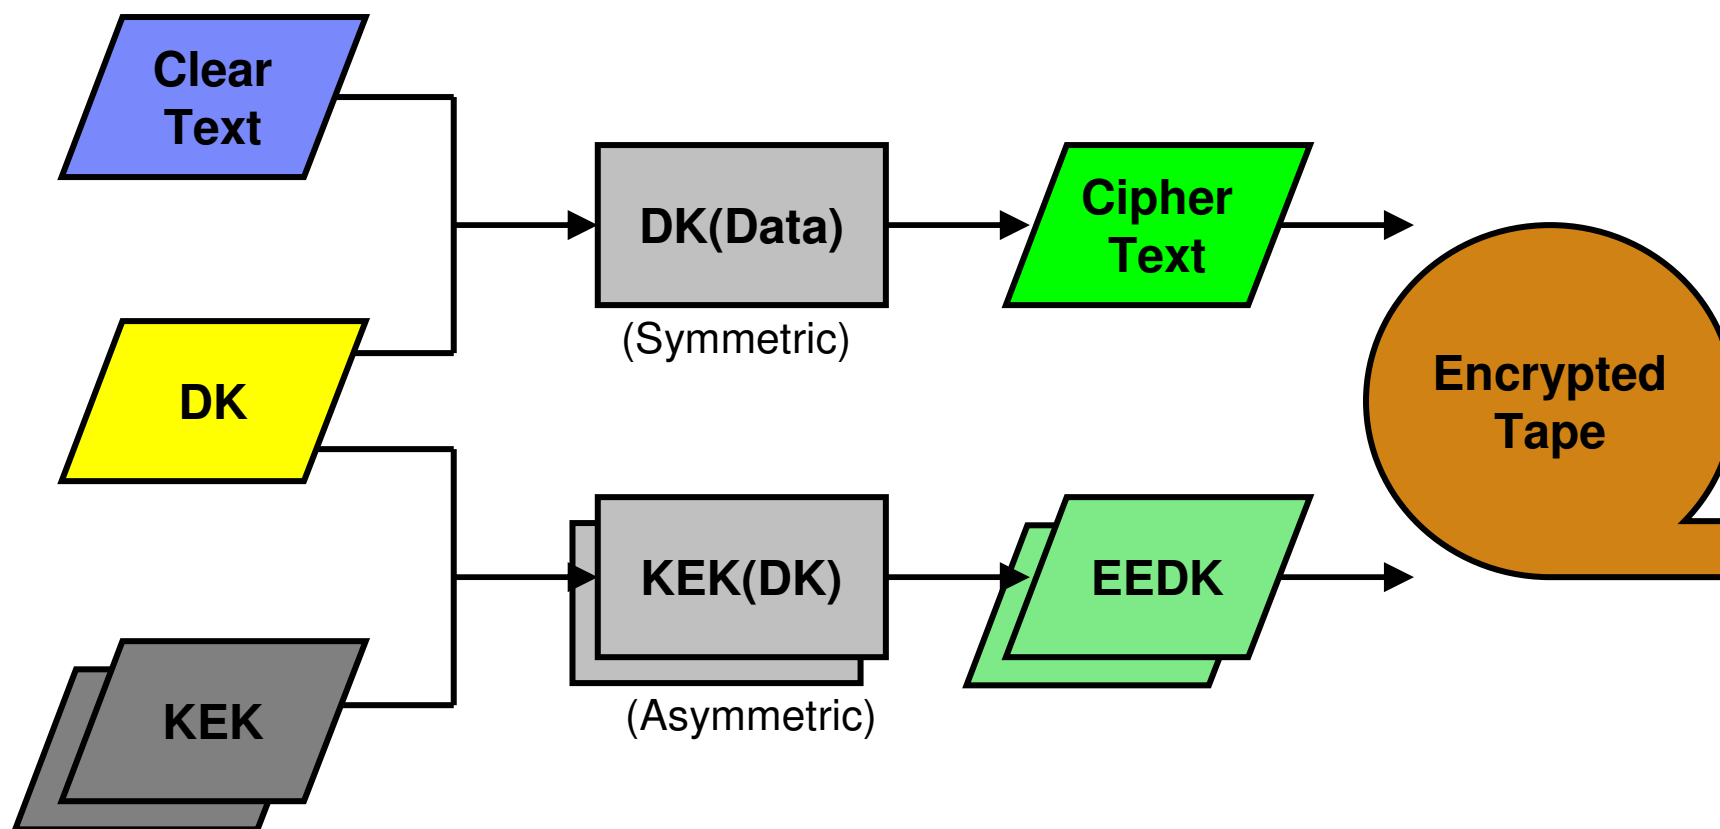 Clear
Text
DK(Data)
(Symmetric)
Cipher
Text
DK
Encrypted
Tape
KEK(DK)
(Asymmetric)
EEDK
KEK